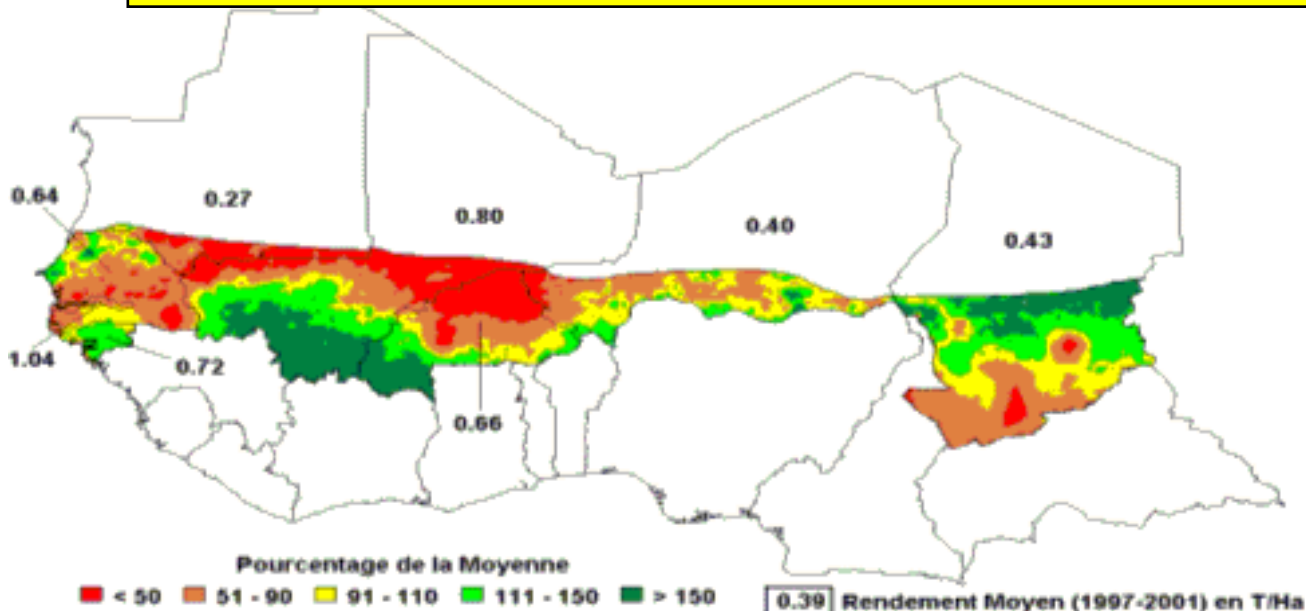 0.64
0.27
0.80
0.40
0.43
1.04
0.72
0.66
Pourcentage de la Moyenne
< 50 51 - 90 91 - 110 111 - 150 > 150
0.39 Rendement Moyen (1997-2001) en T/Ha